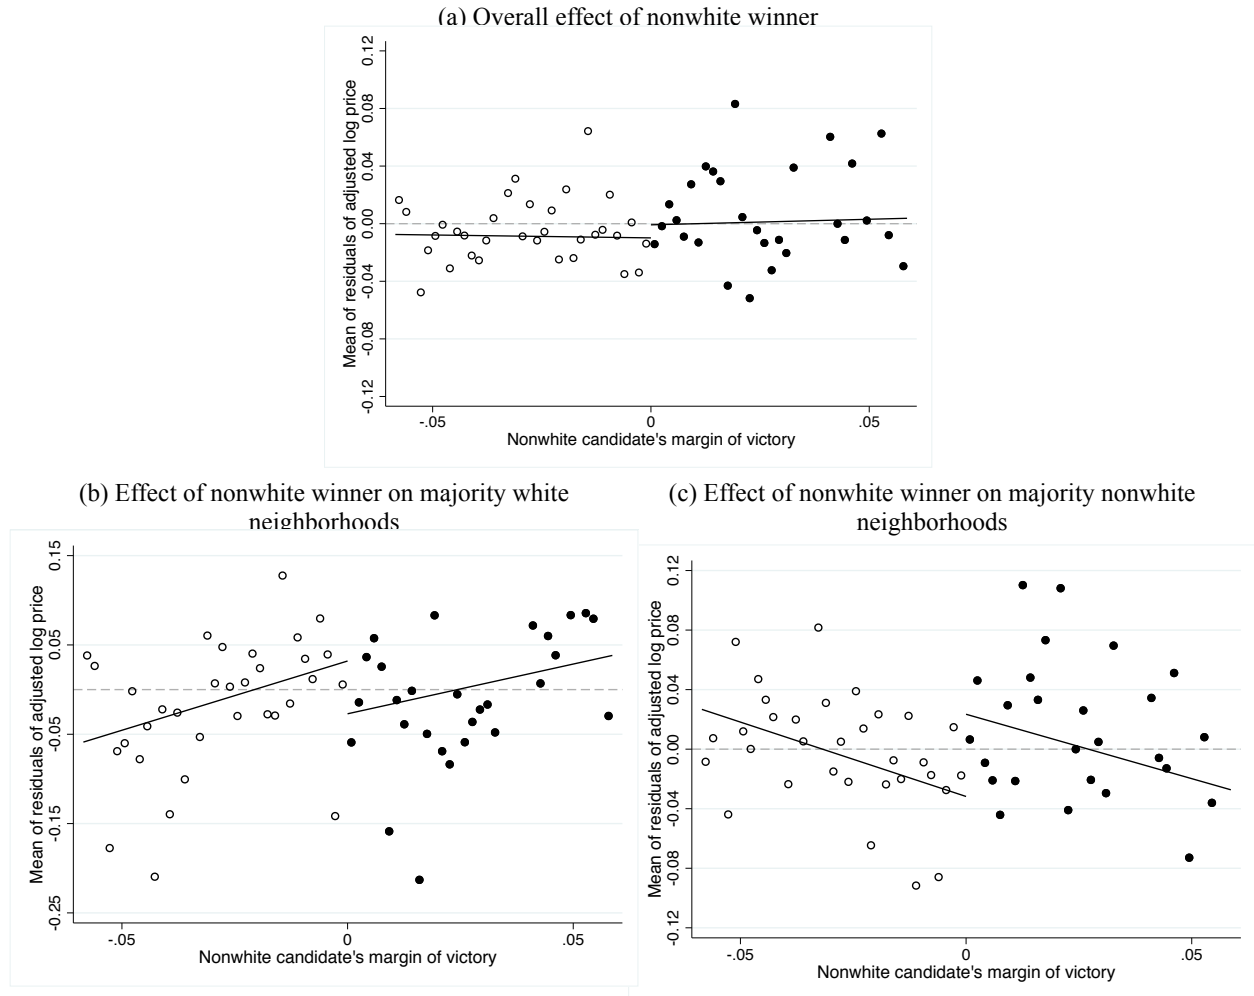 (a) Overall effect of nonwhite winner
0.12
0.08
0.04
0.00
-0.04
-0.08
-0.12
Mean of residuals of adjusted log price
-.05 0 .05
Nonwhite candidate's margin of victory
(b) Effect of nonwhite winner on majority white
neighborhoods
0.15
0.05
-0.05
-0.15
-0.25
Mean of residuals of adjusted log price
-.05 0 .05
Nonwhite candidate's margin of victory
(c) Effect of nonwhite winner on majority nonwhite
neighborhoods
0.12
0.08
0.04
0.00
-0.04
-0.08
-0.12
Mean of residuals of adjusted log price
-.05 0 .05
Nonwhite candidate's margin of victory